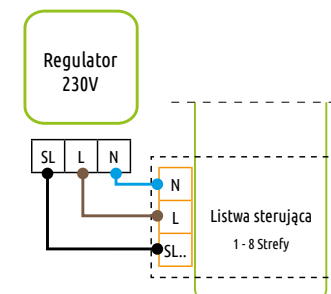 Regulator
230V
SL L N
N
L
SL..
Listwa sterująca
1 - 8 Strefy